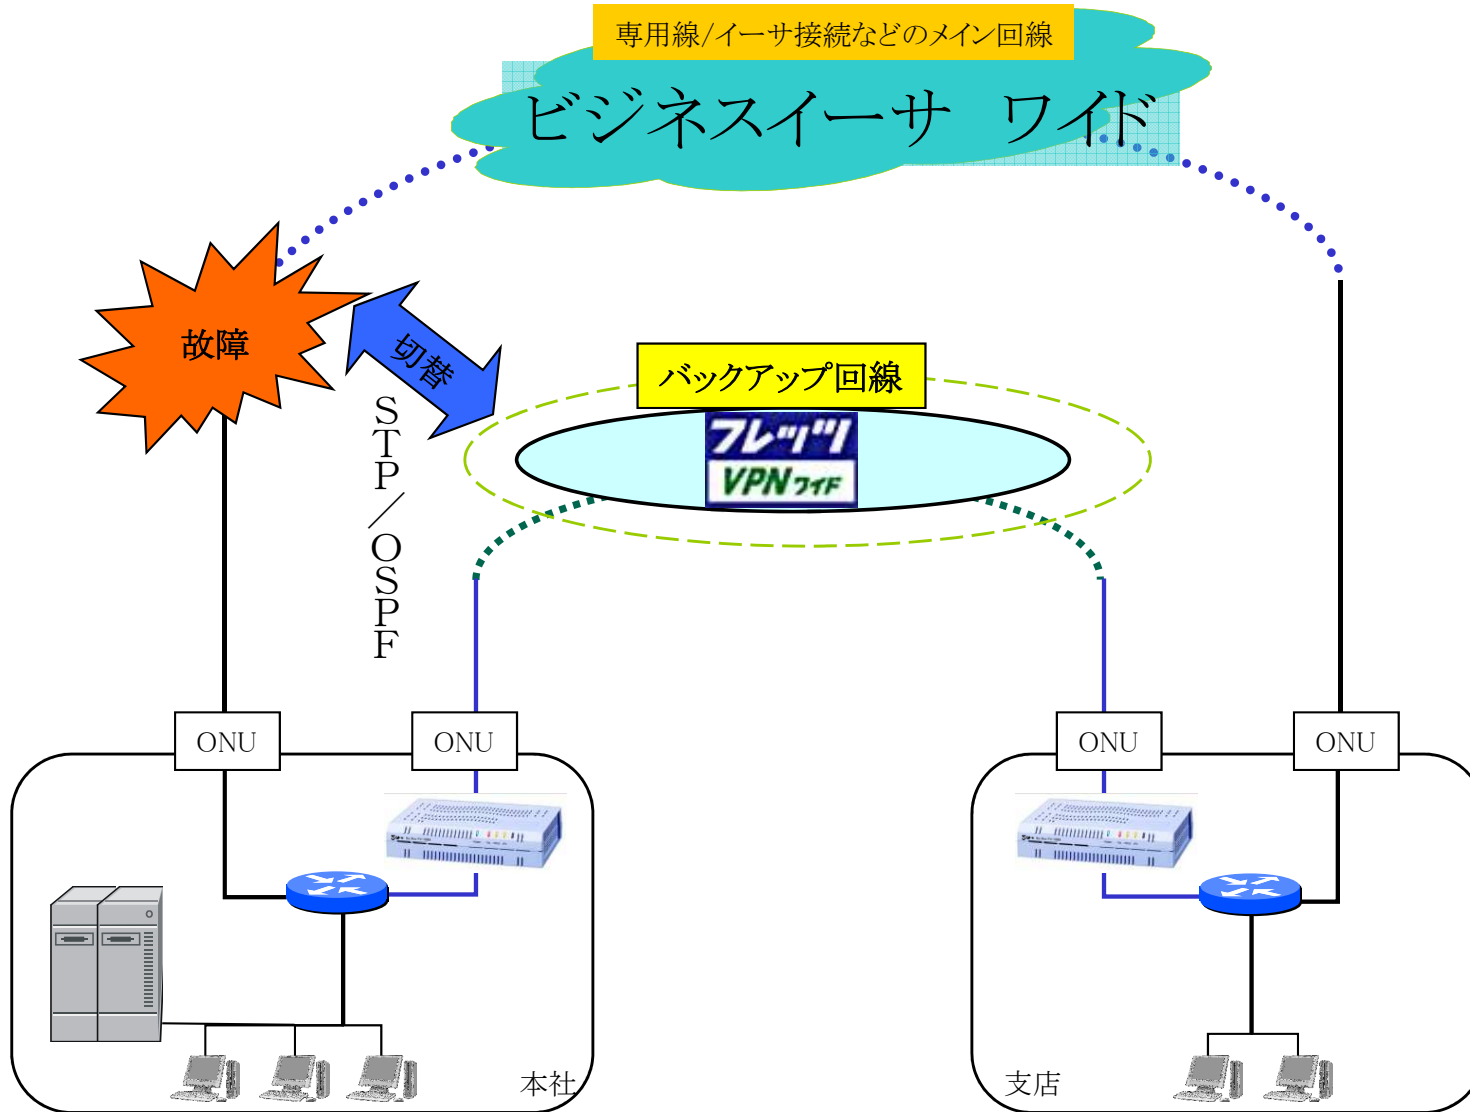 専用線/イーサ接続などのメイン回線
ビジネスイーサ　ワイド
故障
切替
バックアップ回線
フレッツ
VPNワイド
STP／OSPF
ONU
ONU
ONU
ONU
本社
支店